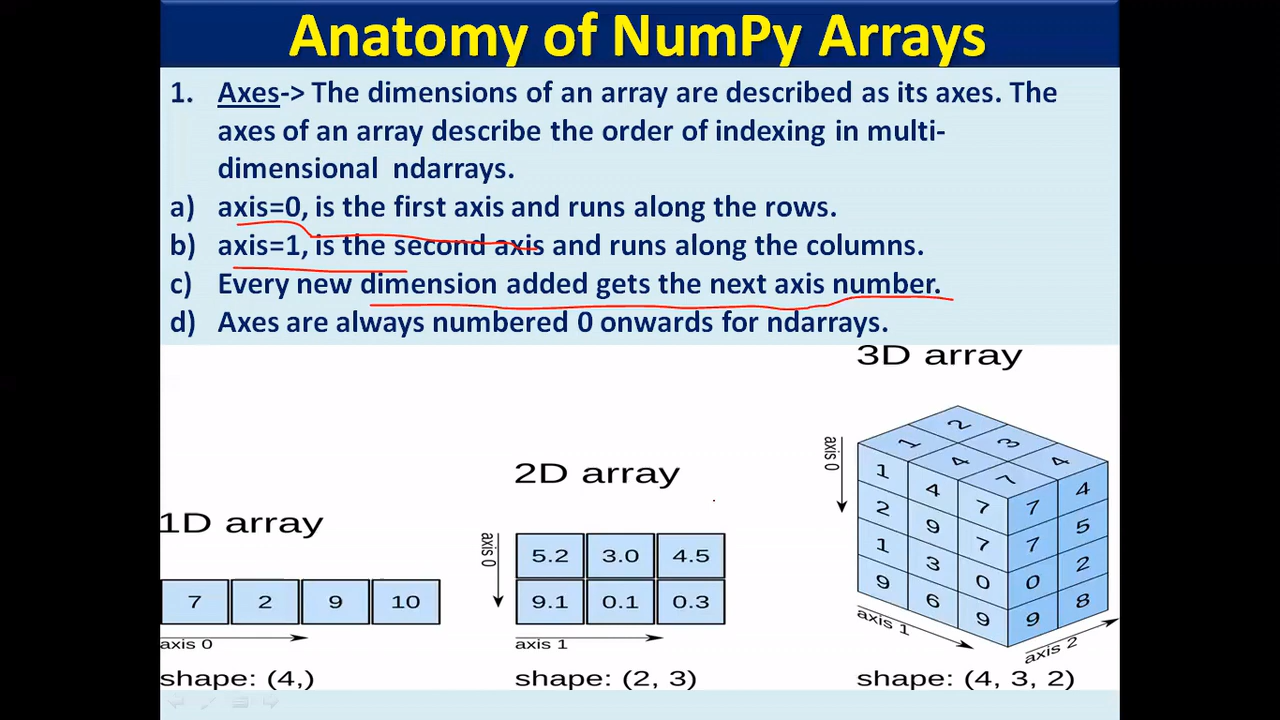 Anatomy of NumPy Arrays
1. Axes-> The dimensions of an array are described as its axes. The
axes of an array describe the order of indexing in multi-
dimensional ndarrays.
a) axis=0, is the first axis and runs along the rows.
b) axis=1, is the second axis and runs along the columns.
c) Every new dimension added gets the next axis number.
d) Axes are always numbered 0 onwards for ndarrays.
1D array
7 2 9 10
axis 0
shape: (4,)
2D array
axis 0
5.2 3.0 4.5
9.1 0.1 0.3
axis 1
shape: (2, 3)
3D array
axis 0
1 2
4 3
7 4
1 4 7 7 4
2 9 7 7 5
1 3 0 0 2
9 6 9 9 8
axis 1
axis 2
shape: (4, 3, 2)